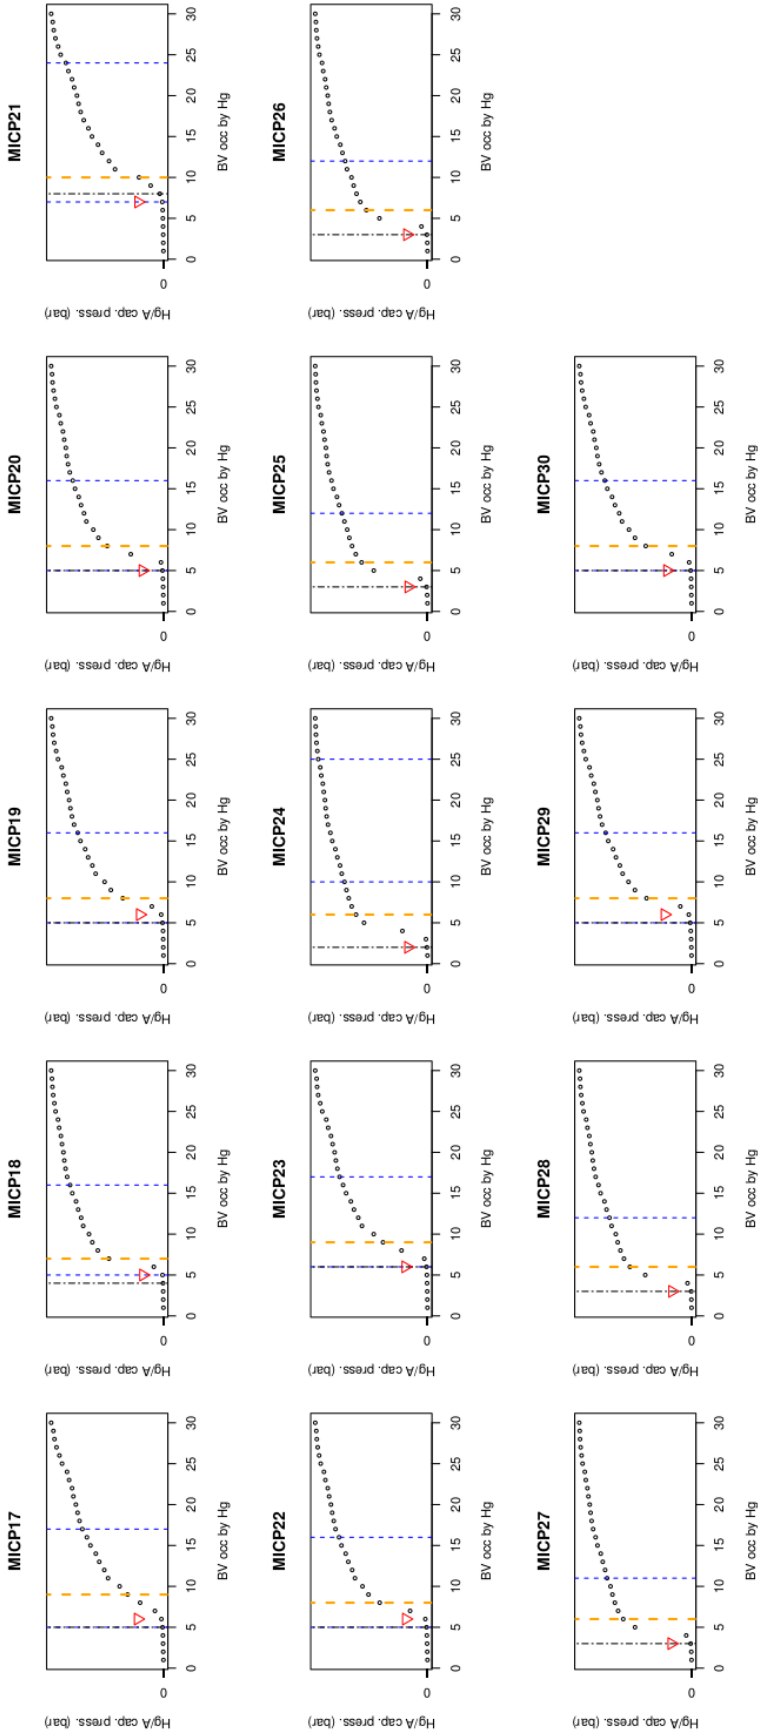 MICP17
Hg/A cap. press. (bar)
0
0 5 10 15 20 25 30
BV occ by Hg
MICP18
Hg/A cap. press. (bar)
0
0 5 10 15 20 25 30
BV occ by Hg
MICP19
Hg/A cap. press. (bar)
0
0 5 10 15 20 25 30
BV occ by Hg
MICP20
Hg/A cap. press. (bar)
0
0 5 10 15 20 25 30
BV occ by Hg
MICP21
Hg/A cap. press. (bar)
0
0 5 10 15 20 25 30
BV occ by Hg
MICP22
Hg/A cap. press. (bar)
0
0 5 10 15 20 25 30
BV occ by Hg
MICP23
Hg/A cap. press. (bar)
0
0 5 10 15 20 25 30
BV occ by Hg
MICP24
Hg/A cap. press. (bar)
0
0 5 10 15 20 25 30
BV occ by Hg
MICP25
Hg/A cap. press. (bar)
0
0 5 10 15 20 25 30
BV occ by Hg
MICP26
Hg/A cap. press. (bar)
0
0 5 10 15 20 25 30
BV occ by Hg
MICP27
Hg/A cap. press. (bar)
0
0 5 10 15 20 25 30
BV occ by Hg
MICP28
Hg/A cap. press. (bar)
0
0 5 10 15 20 25 30
BV occ by Hg
MICP29
Hg/A cap. press. (bar)
0
0 5 10 15 20 25 30
BV occ by Hg
MICP30
Hg/A cap. press. (bar)
0
0 5 10 15 20 25 30
BV occ by Hg